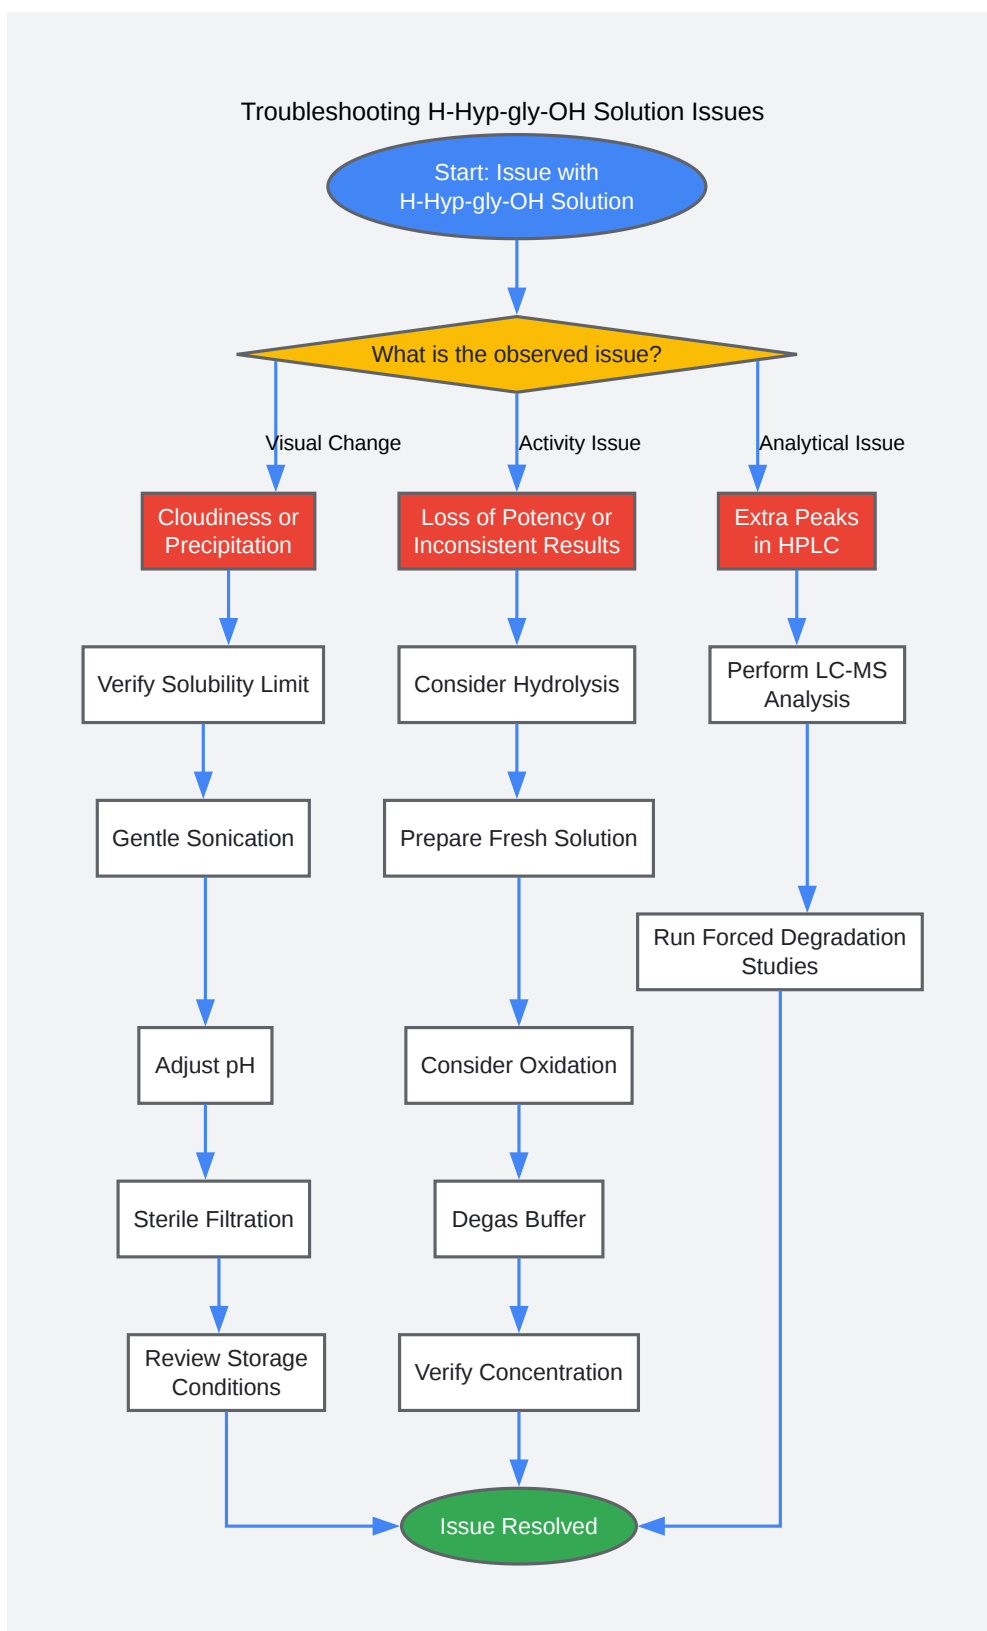 Troubleshooting H-Hyp-gly-OH Solution Issues
Start: Issue with
H-Hyp-gly-OH Solution
What is the observed issue?
Visual Change
Activity Issue
Analytical Issue
Cloudiness or
Precipitation
Loss of Potency or
Inconsistent Results
Extra Peaks
in HPLC
Verify Solubility Limit
Consider Hydrolysis
Perform LC-MS
Analysis
Gentle Sonication
Prepare Fresh Solution
Run Forced Degradation
Studies
Adjust pH
Consider Oxidation
Sterile Filtration
Degas Buffer
Review Storage
Conditions
Verify Concentration
Issue Resolved